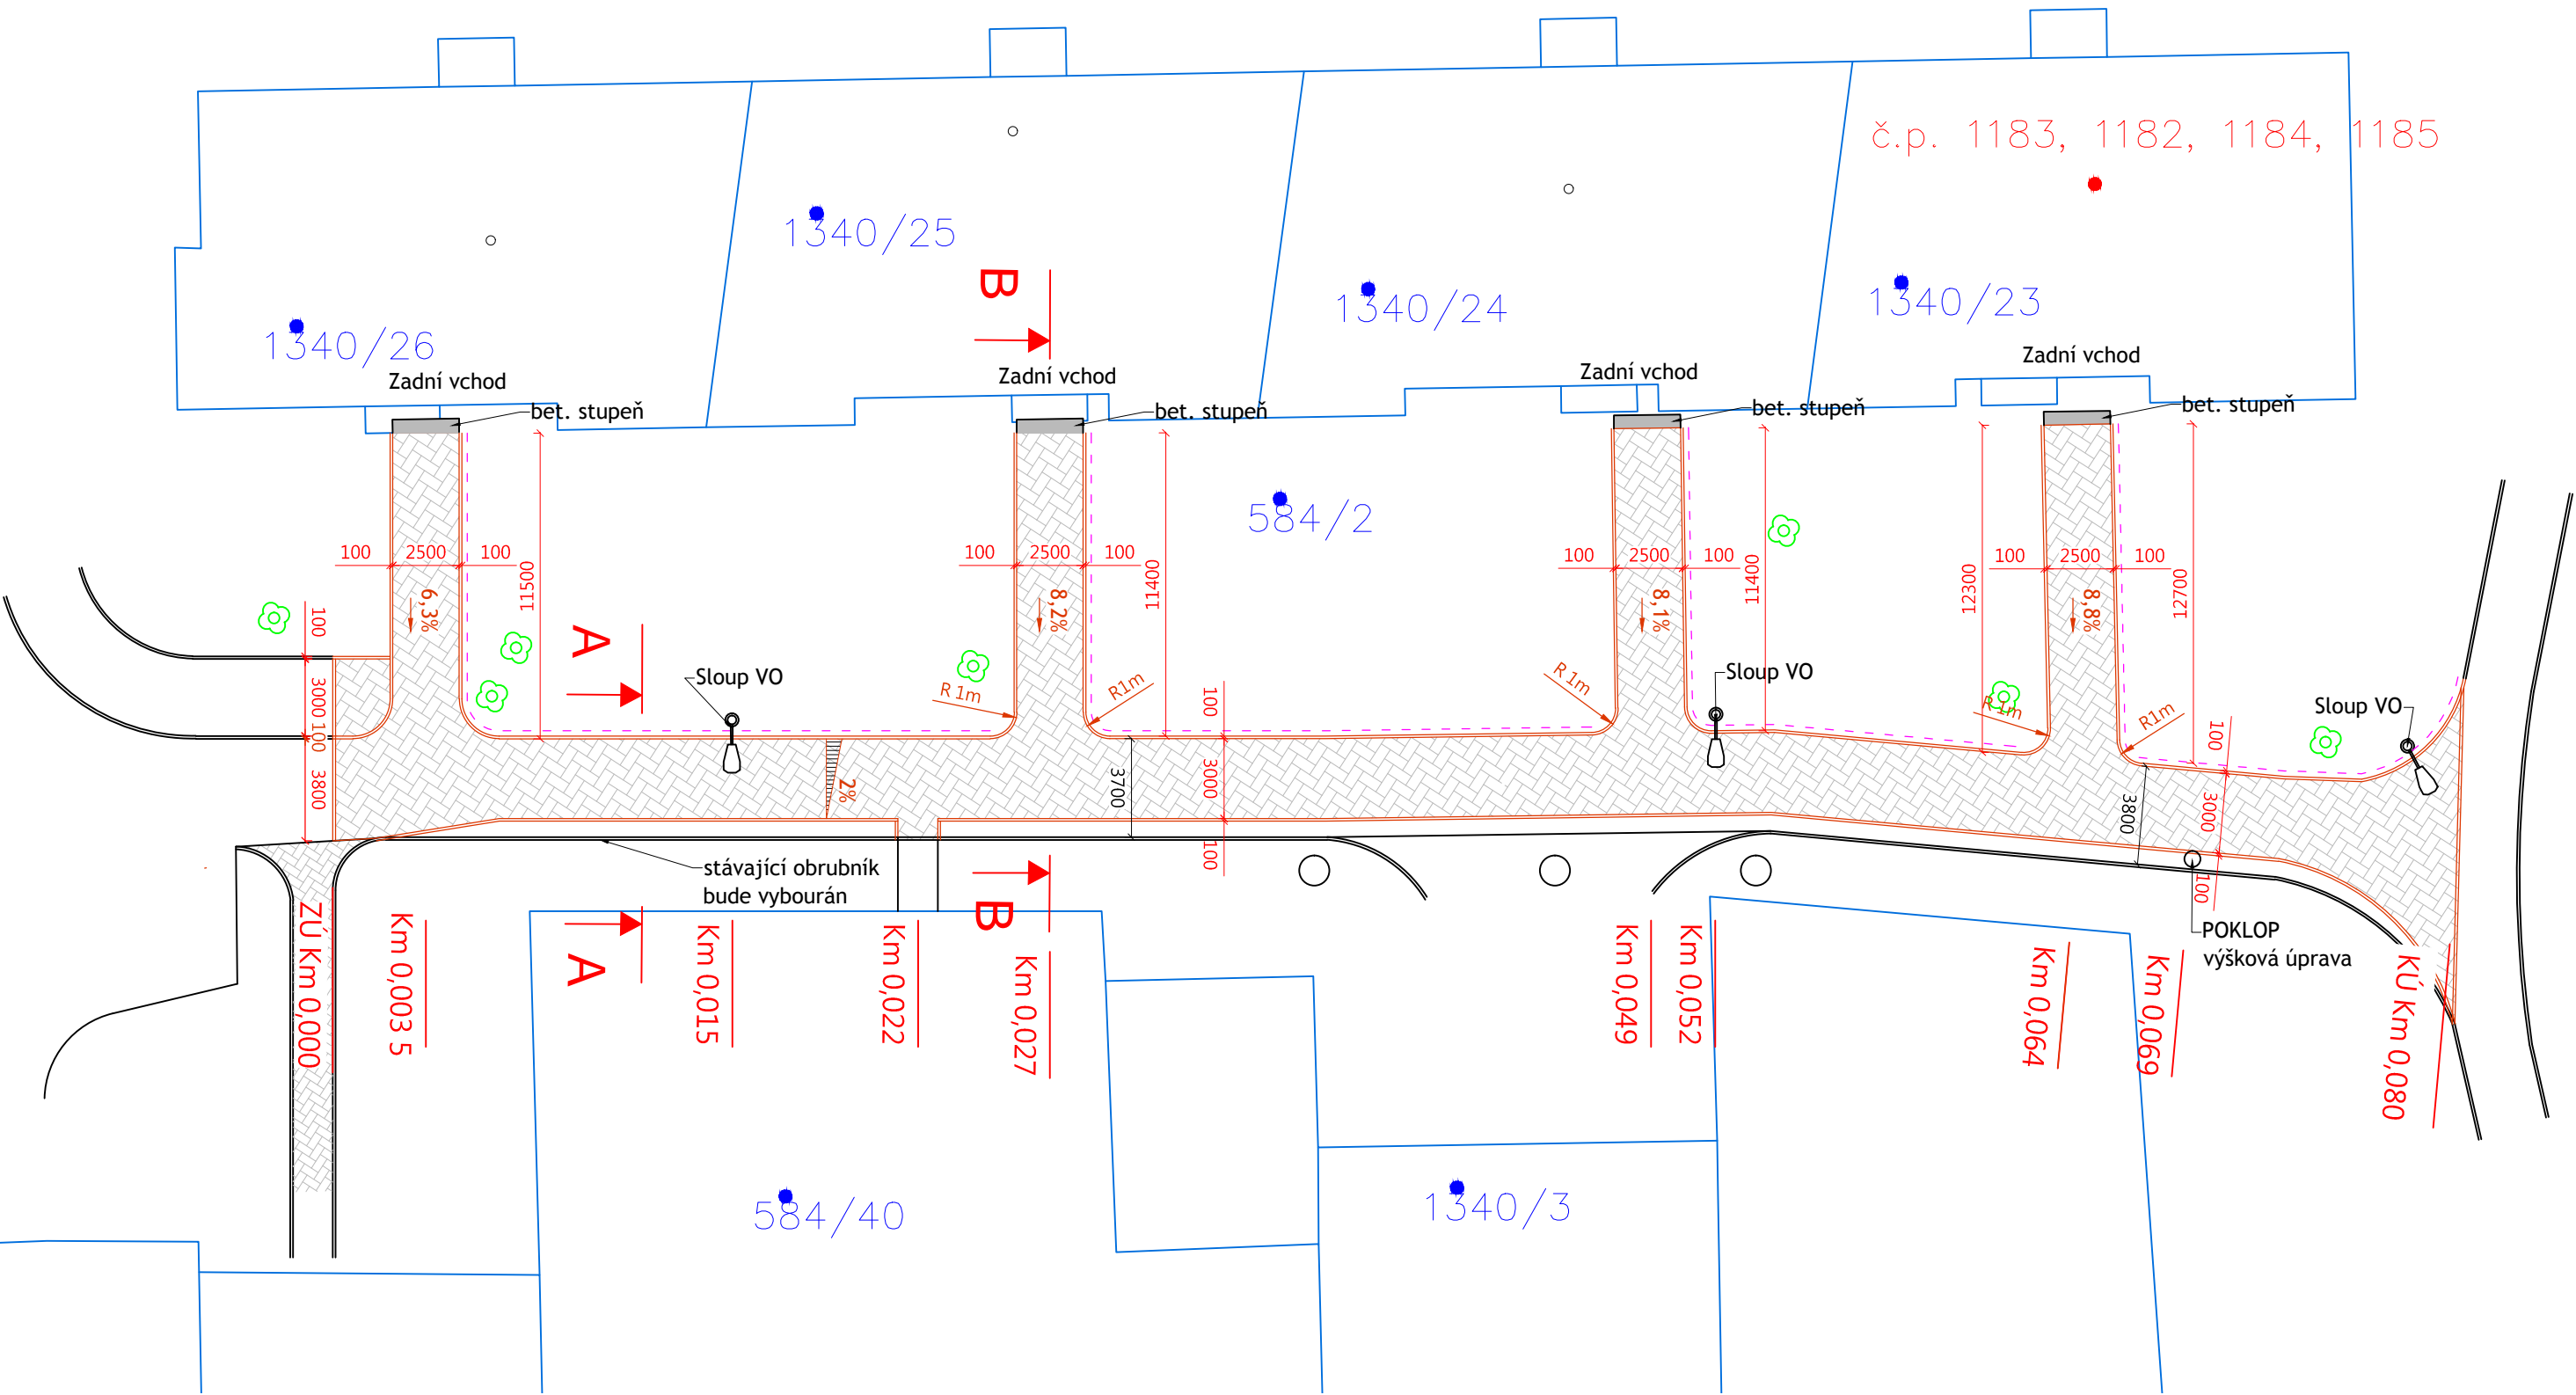 č.p. 1183, 1182, 1184, 1185
1340/25
1340/24
1340/23
1340/26
B
Zadní vchod
Zadní vchod
Zadní vchod
Zadní vchod
bet. stupeň
bet. stupeň
bet. stupeň
bet. stupeň
584/2
100
2500
100
11500
100
2500
100
11400
100
2500
100
11400
12300
100
2500
100
12700
6,3%
8,2%
8,1%
8,8%
100
3000
100
3800
A
Sloup VO
R 1m
R1m
R 1m
Sloup VO
R 1m
R1m
Sloup VO
2%
3700
100
3000
100
3800
100
3000
100
stávající obrubník
bude vybourán
B
A
POKLOP
výšková úprava
ZÚ Km 0,000
Km 0,003 5
Km 0,015
Km 0,022
Km 0,027
Km 0,049
Km 0,052
Km 0,064
Km 0,069
KÚ Km 0,080
584/40
1340/3